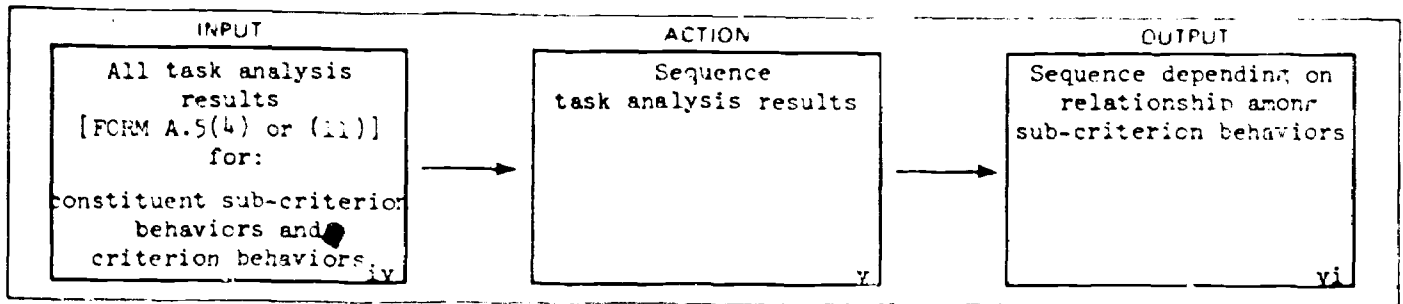 INPUT
All task analysis
results
[FORM A.5(4) or (ii)]
for:
constituent sub-criterion
behaviors and
criterion behaviors
iv
ACTION
Sequence
task analysis results
v
OUTPUT
Sequence depending on
relationship among
sub-criterion behaviors
vi